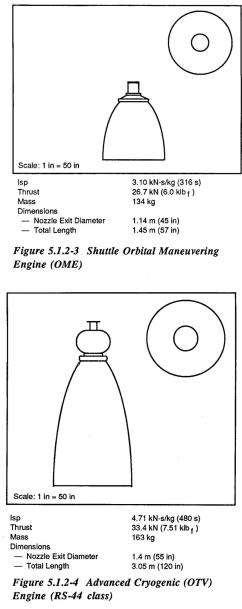 Scale: 1 in = 50 in
Isp 3.10 kN-s/kg (316 s)
Thrust 26.7 kN (6.0 klbf)
Mass 134 kg
Dimensions
— Nozzle Exit Diameter 1.14 m (45 in)
— Total Length 1.45 m (57 in)
Figure 5.1.2-3 Shuttle Orbital Maneuvering
Engine (OME)
Scale: 1 in = 50 in
Isp 4.71 kN-s/kg (480 s)
Thrust 33.4 kN (7.51 klbf)
Mass 163 kg
Dimensions
— Nozzle Exit Diameter 1.4 m (55 in)
— Total Length 3.05 m (120 in)
Figure 5.1.2-4 Advanced Cryogenic (OTV)
Engine (RS-44 class)